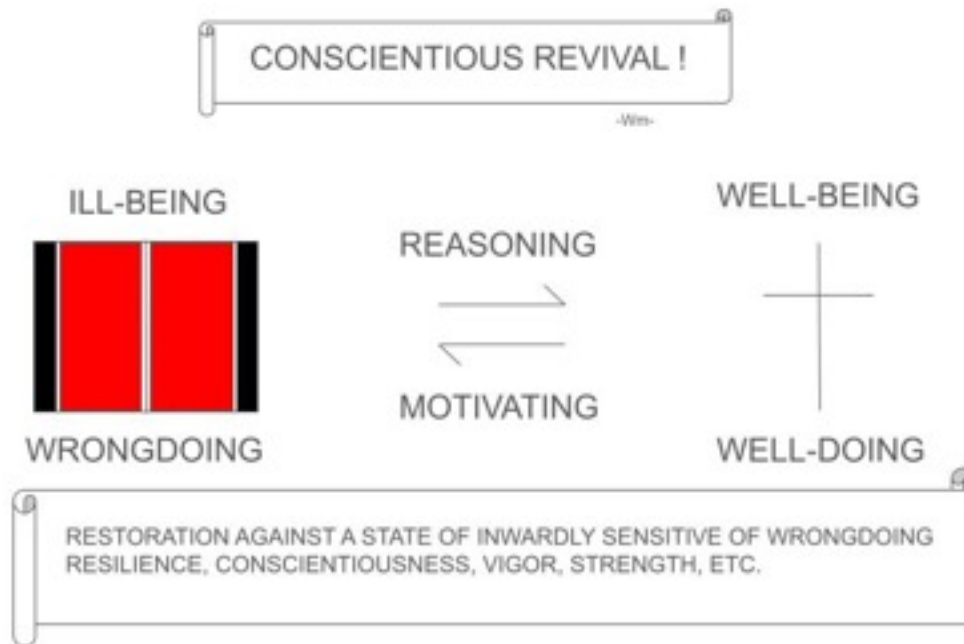 CONSCIENTIOUS REVIVAL !
-Wm-
ILL-BEING
WELL-BEING
REASONING
MOTIVATING
WRONGDOING
WELL-DOING
RESTORATION AGAINST A STATE OF INWARDLY SENSITIVE OF WRONGDOING
RESILIENCE, CONSCIENTIOUSNESS, VIGOR, STRENGTH, ETC.